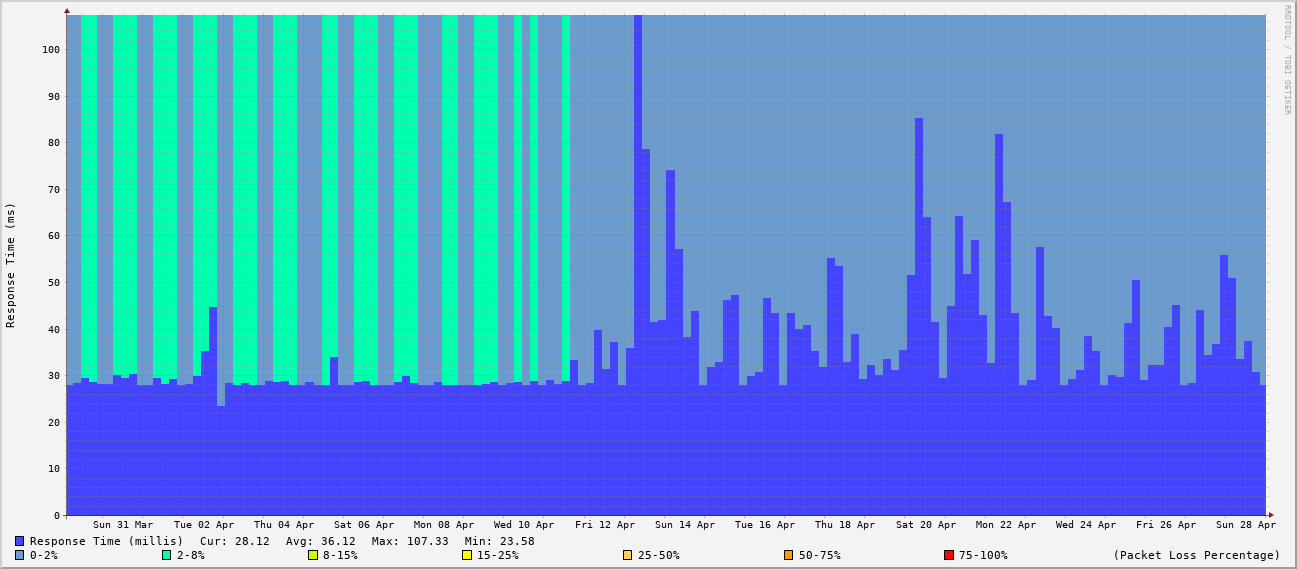 RRDTOOL / TOBI OETIKER
Response Time (ms)
100
90
80
70
60
50
40
30
20
10
0
Sun 31 Mar Tue 02 Apr Thu 04 Apr Sat 06 Apr Mon 08 Apr Wed 10 Apr Fri 12 Apr Sun 14 Apr Tue 16 Apr Thu 18 Apr Sat 20 Apr Mon 22 Apr Wed 24 Apr Fri 26 Apr Sun 28 Apr
Response Time (millis) Cur: 28.12 Avg: 36.12 Max: 107.33 Min: 23.58
0-2% 2-8% 8-15% 15-25% 25-50% 50-75% 75-100% (Packet Loss Percentage)